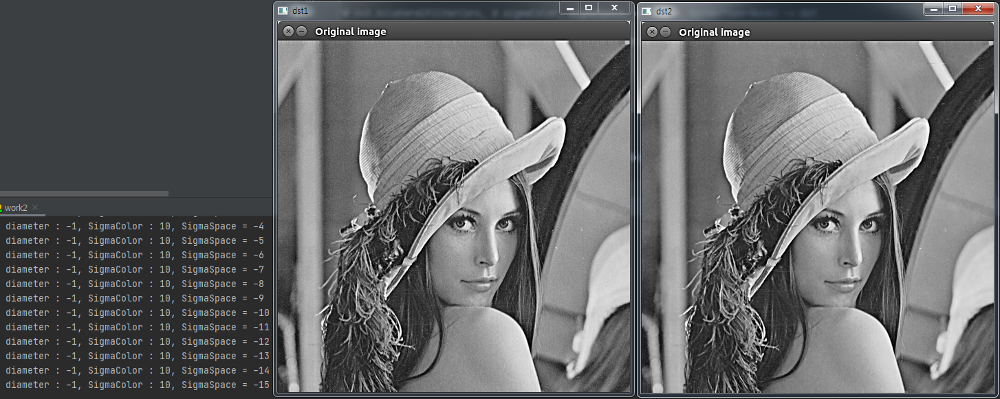 dst1
dst2
Original image
Original image
work2
diameter : -1, SigmaColor : 10, SigmaSpace = -4
diameter : -1, SigmaColor : 10, SigmaSpace = -5
diameter : -1, SigmaColor : 10, SigmaSpace = -6
diameter : -1, SigmaColor : 10, SigmaSpace = -7
diameter : -1, SigmaColor : 10, SigmaSpace = -8
diameter : -1, SigmaColor : 10, SigmaSpace = -9
diameter : -1, SigmaColor : 10, SigmaSpace = -10
diameter : -1, SigmaColor : 10, SigmaSpace = -11
diameter : -1, SigmaColor : 10, SigmaSpace = -12
diameter : -1, SigmaColor : 10, SigmaSpace = -13
diameter : -1, SigmaColor : 10, SigmaSpace = -14
diameter : -1, SigmaColor : 10, SigmaSpace = -15